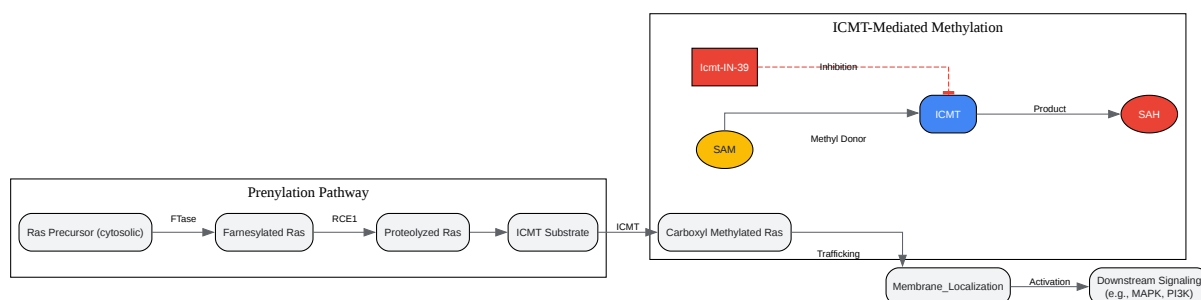 ICMT-Mediated Methylation
Icmt-IN-39
Inhibition
ICMT
Product
SAH
SAM
Methyl Donor
Prenylation Pathway
Ras Precursor (cytosolic)
FTase
Farnesylated Ras
RCE1
Proteolyzed Ras
ICMT Substrate
ICMT
Carboxyl Methylated Ras
Trafficking
Membrane_Localization
Activation
Downstream Signaling
(e.g., MAPK, PI3K)